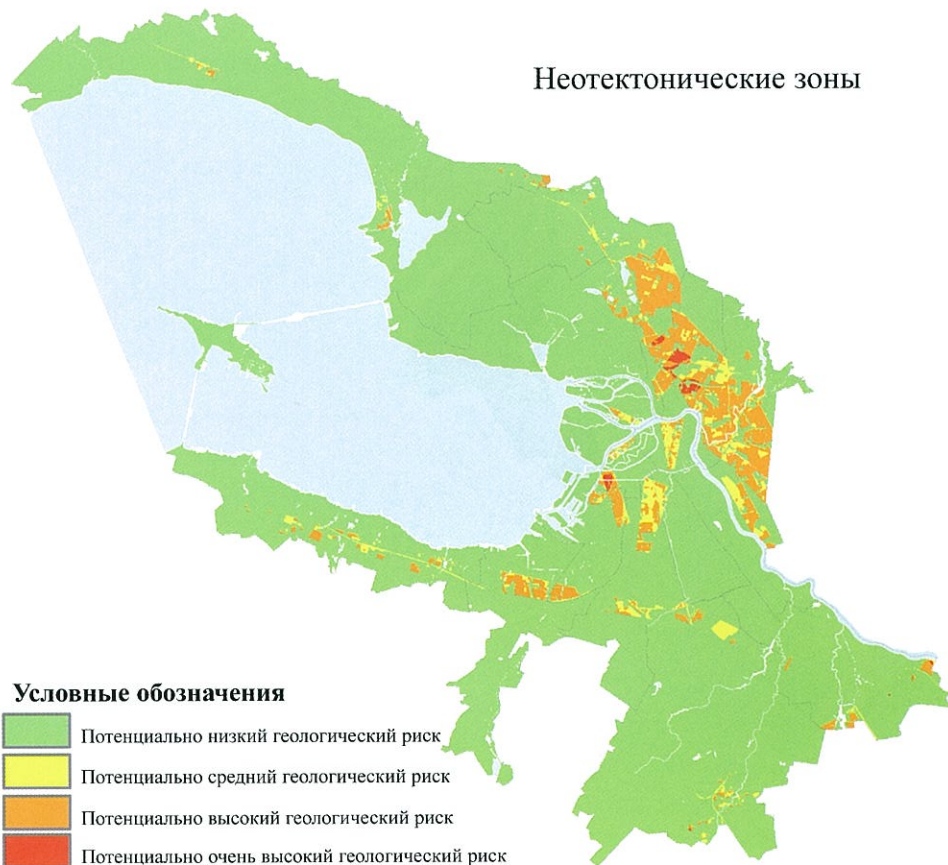 Неотектонические зоны
Условные обозначения
Потенциально низкий геологический риск
Потенциально средний геологический риск
Потенциально высокий геологический риск
Потенциально очень высокий геологический риск